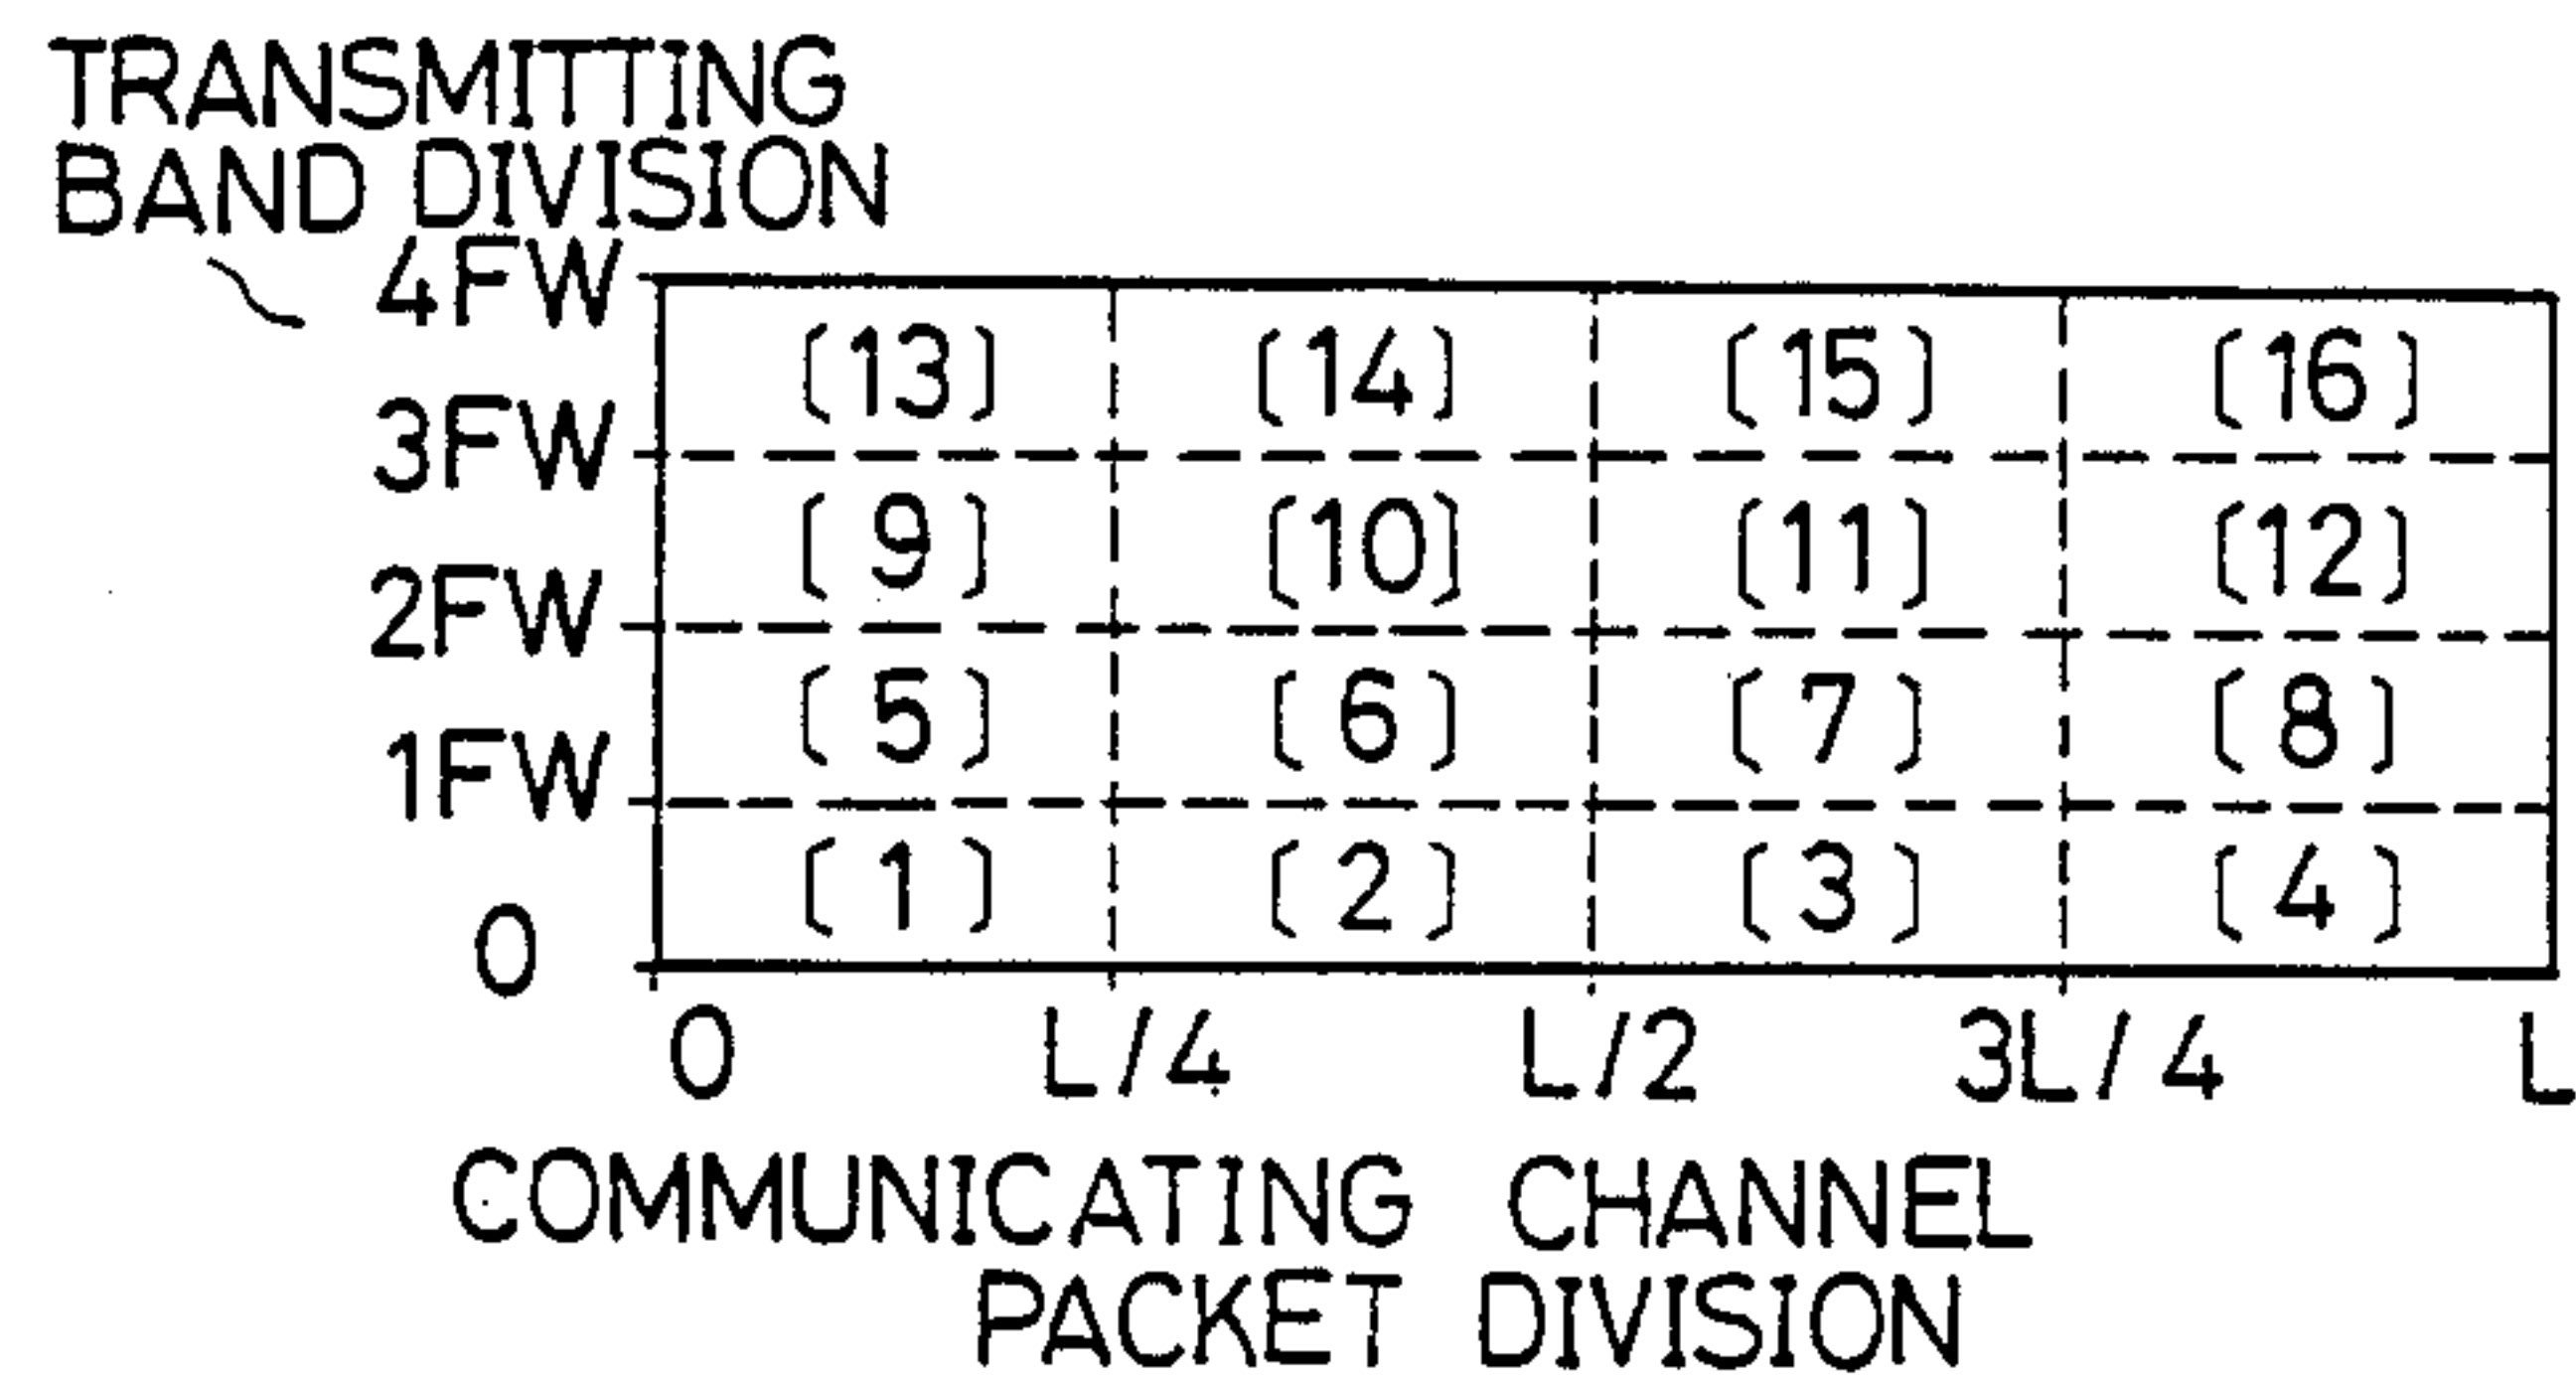 TRANSMITTING
BAND DIVISION
4FW
[13] [14] [15] [16]
3FW
[9] [10] [11] [12]
2FW
[5] [6] [7] [8]
1FW
[1] [2] [3] [4]
0
0 L/4 L/2 3L/4 L
COMMUNICATING CHANNEL
PACKET DIVISION